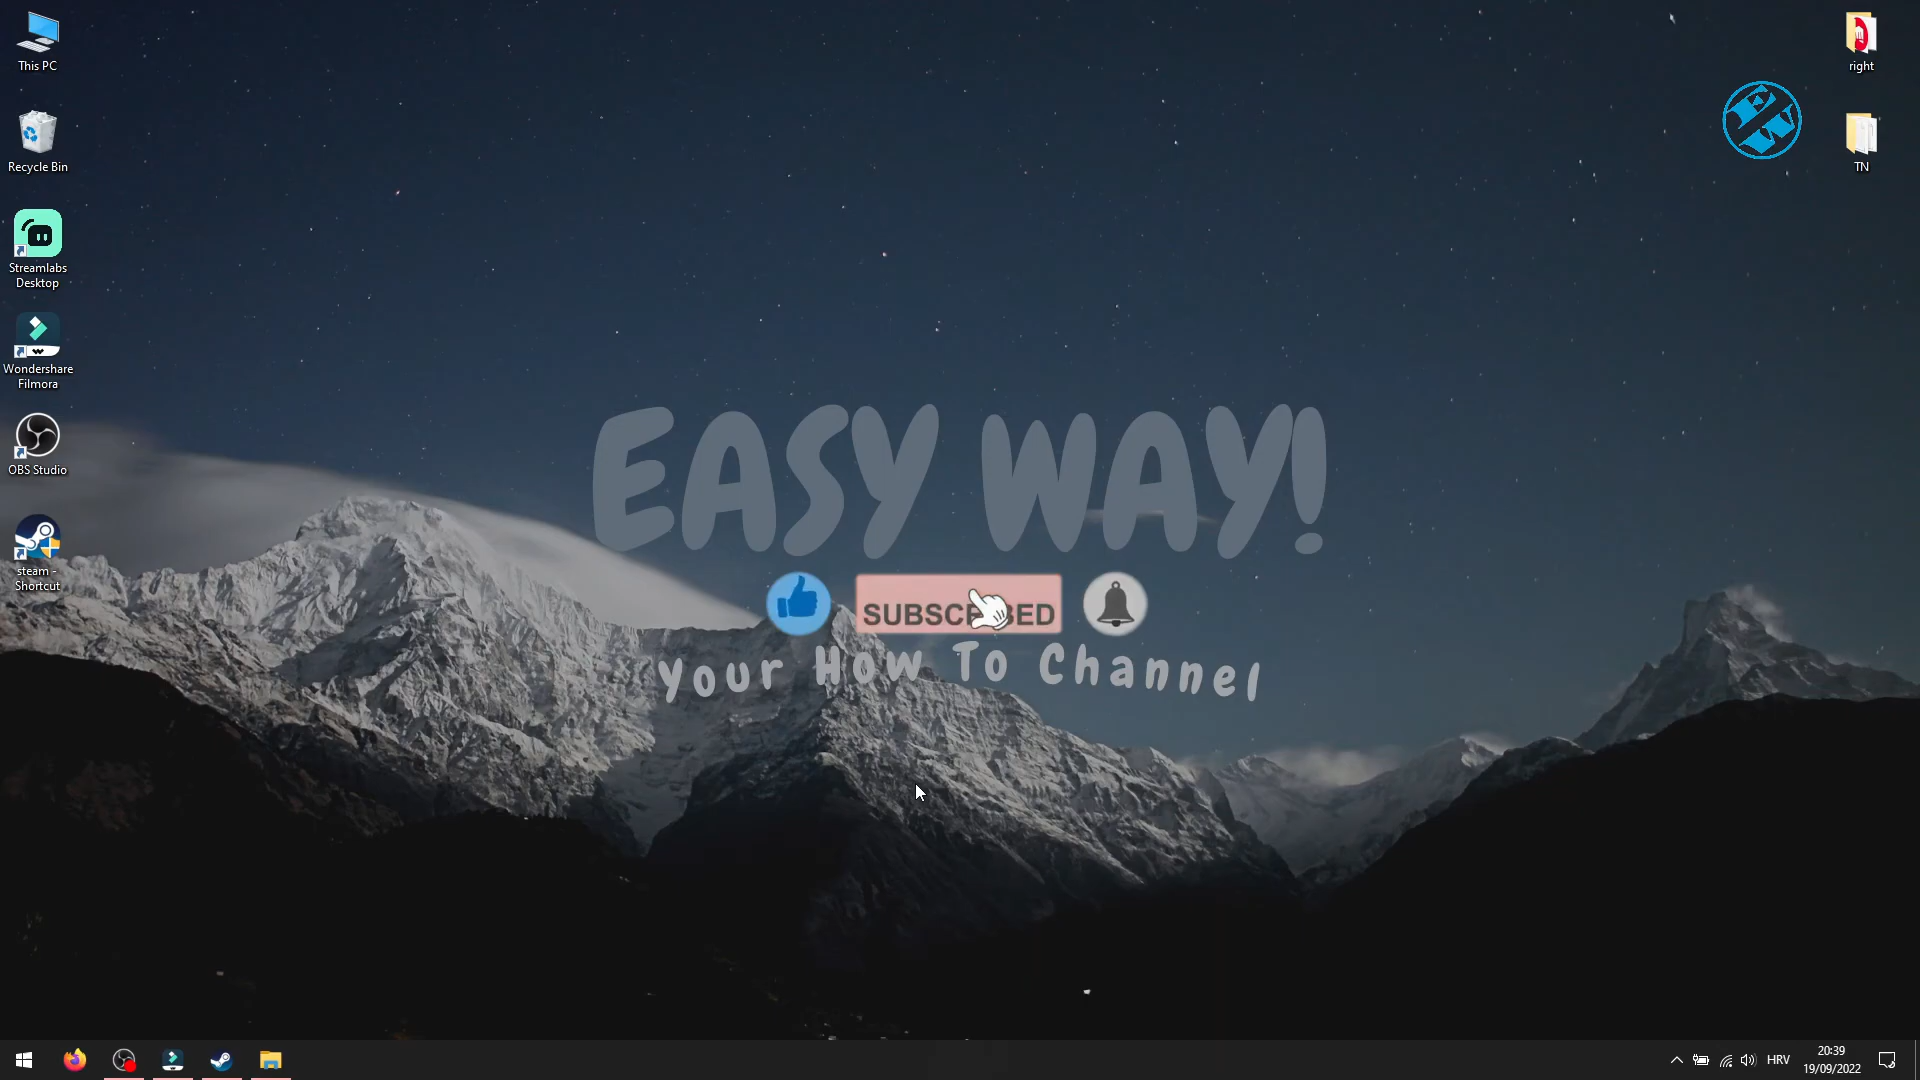 This PC
right
Recycle Bin
TN
Streamlabs
Desktop
Wondershare
Filmora
OBS Studio
steam -
Shortcut
EASY WAY!
Your How To Channel
HRV
20:39
19/09/2022